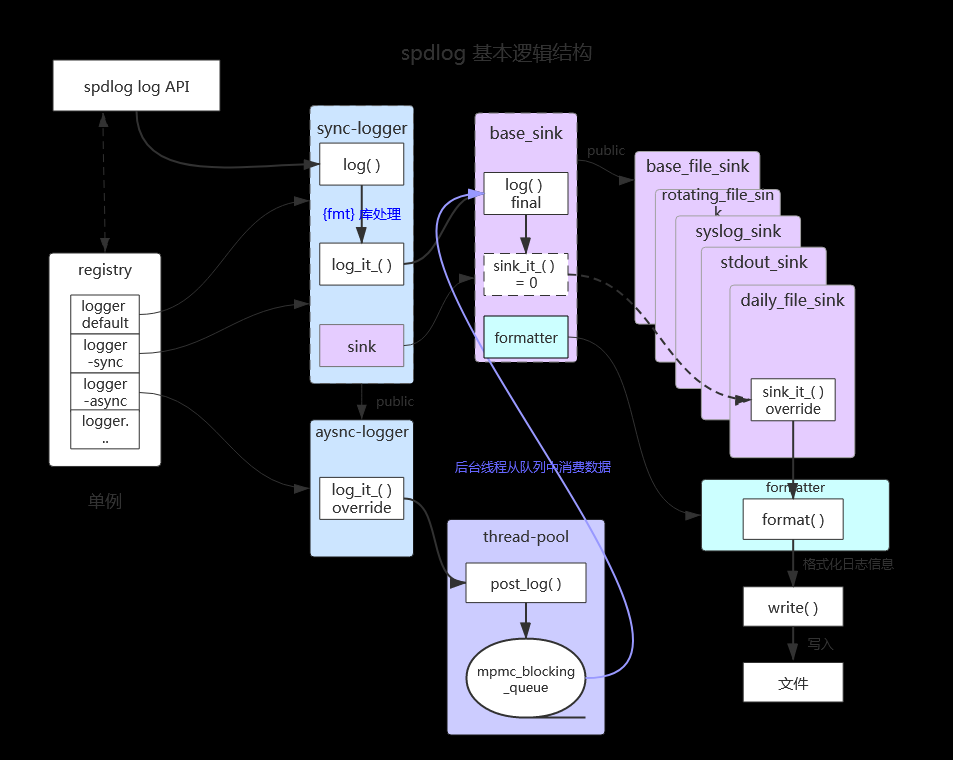 spdlog 基本逻辑结构
spdlog log API
registry
logger
default
logger
-sync
logger
-async
logger.
..
单例
sync-logger
log( )
{fmt} 库处理
log_it_( )
sink
public
aysnc-logger
log_it_( )
override
base_sink
log( )
final
sink_it_( )
= 0
formatter
public
base_file_sink
rotating_file_sin
k
syslog_sink
stdout_sink
daily_file_sink
sink_it_( )
override
后台线程从队列中消费数据
thread-pool
post_log( )
mpmc_blocking
_queue
formatter
format( )
格式化日志信息
write( )
写入
文件